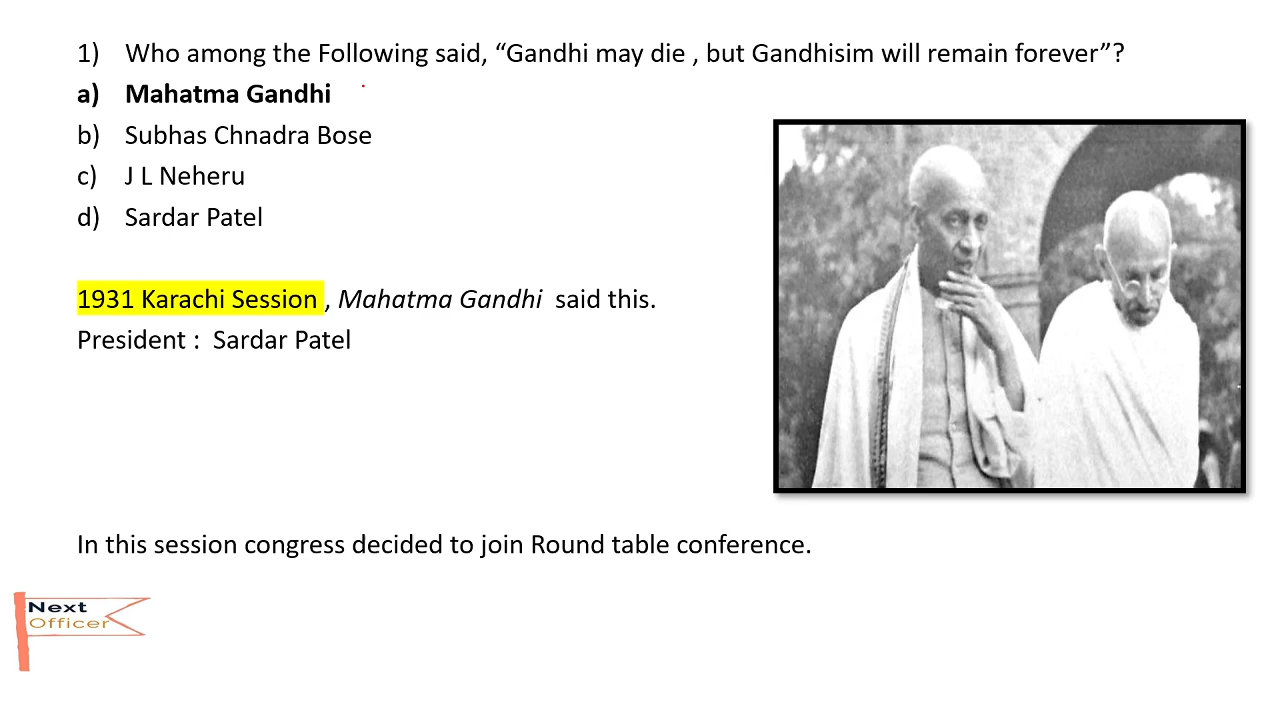 1) Who among the Following said, “Gandhi may die , but Gandhisim will remain forever”?
a) Mahatma Gandhi
b) Subhas Chnadra Bose
c) J L Neheru
d) Sardar Patel
1931 Karachi Session , Mahatma Gandhi said this.
President : Sardar Patel
In this session congress decided to join Round table conference.
Next
Officer